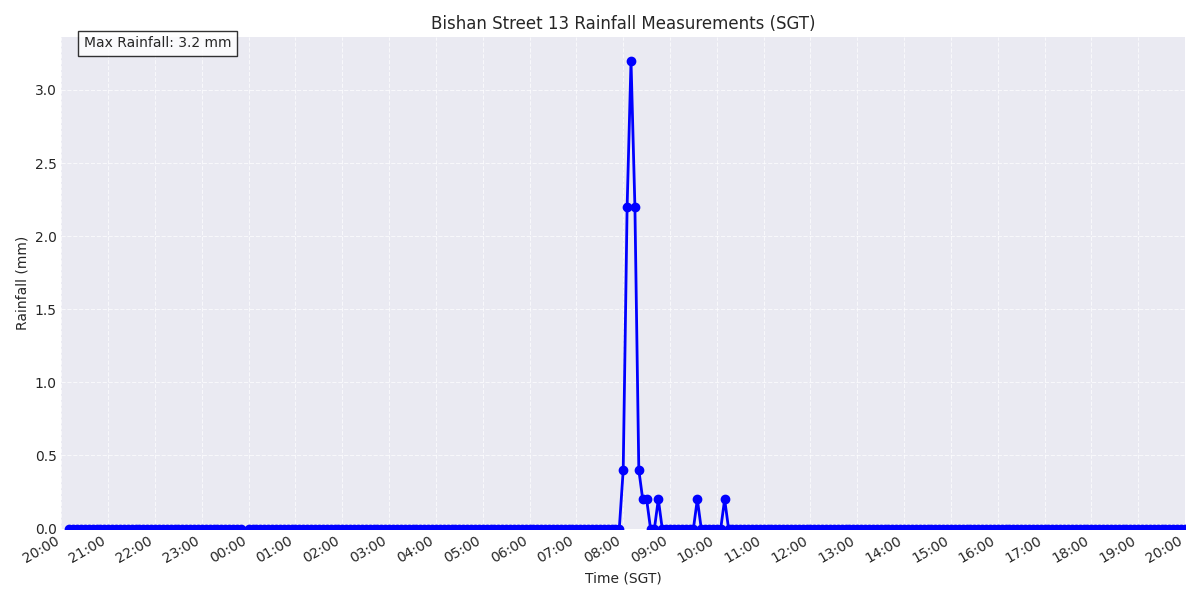 Bishan Street 13 Rainfall Measurements (SGT)
Max Rainfall: 3.2 mm
3.0
2.5
2.0
1.5
1.0
0.5
0.0
Rainfall (mm)
20:00 21:00 22:00 23:00 00:00 01:00 02:00 03:00 04:00 05:00 06:00 07:00 08:00 09:00 10:00 11:00 12:00 13:00 14:00 15:00 16:00 17:00 18:00 19:00 20:00
Time (SGT)